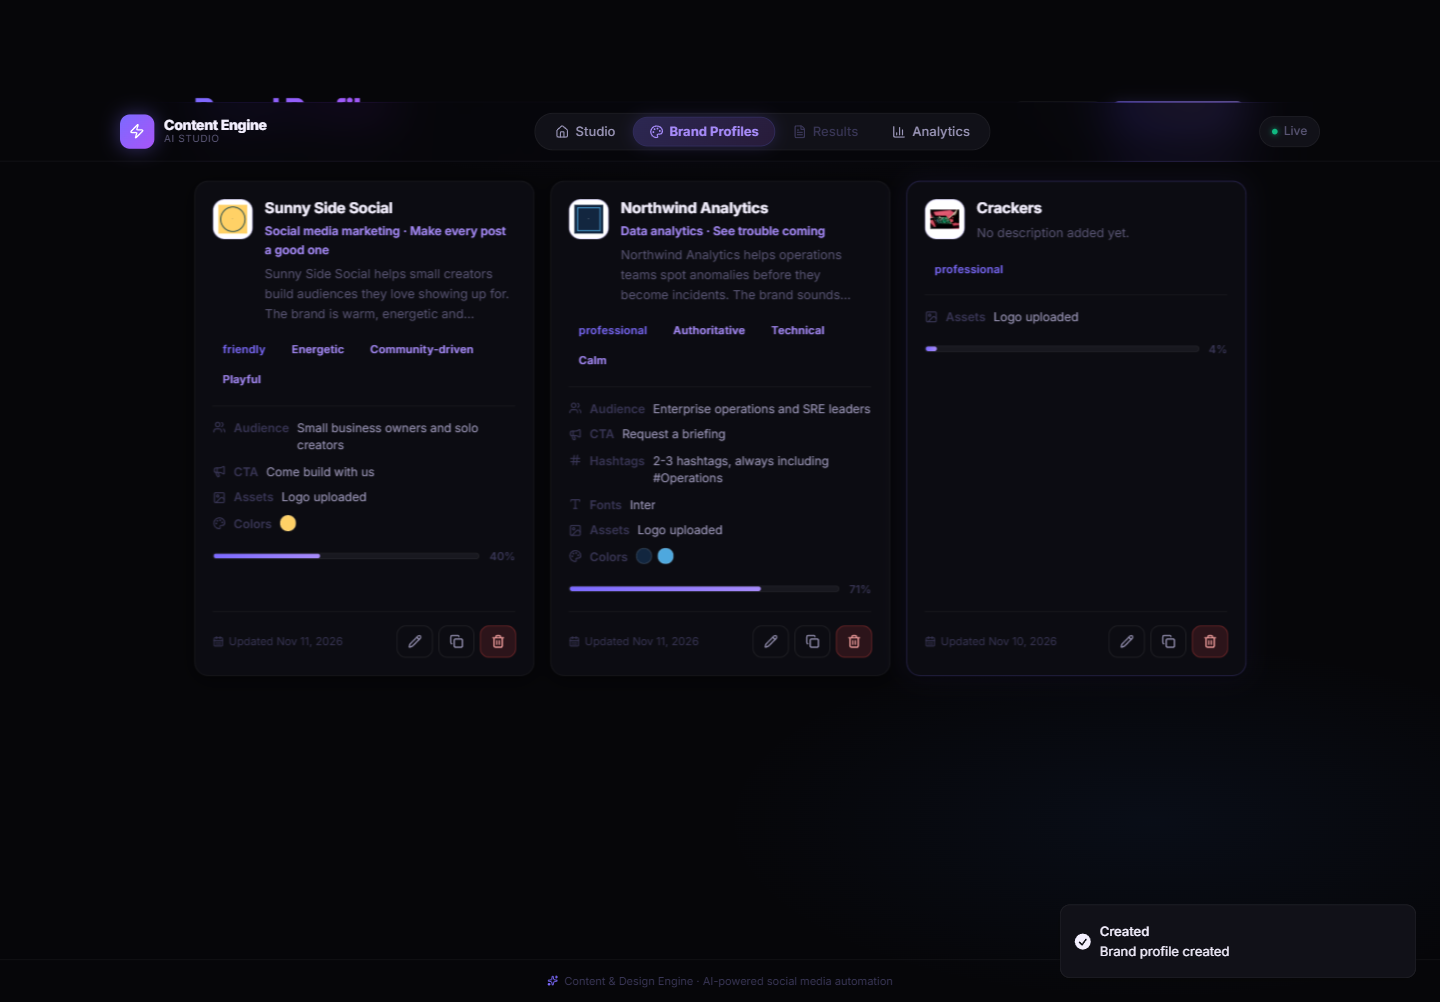 Brand Profile
Content Engine
AI STUDIO
Studio
Brand Profiles
Results
Analytics
Live
Sunny Side Social
Social media marketing · Make every post
a good one
Sunny Side Social helps small creators
build audiences they love showing up for.
The brand is warm, energetic and...
friendly Energetic Community-driven
Playful
Audience Small business owners and solo
creators
CTA Come build with us
Assets Logo uploaded
Colors
40%
Updated Nov 11, 2026
Northwind Analytics
Data analytics · See trouble coming
Northwind Analytics helps operations
teams spot anomalies before they
become incidents. The brand sounds...
professional Authoritative Technical
Calm
Audience Enterprise operations and SRE leaders
CTA Request a briefing
Hashtags 2-3 hashtags, always including
#Operations
Fonts Inter
Assets Logo uploaded
Colors
71%
Updated Nov 11, 2026
Crackers
No description added yet.
professional
Assets Logo uploaded
4%
Updated Nov 10, 2026
Created
Brand profile created
Content & Design Engine · AI-powered social media automation